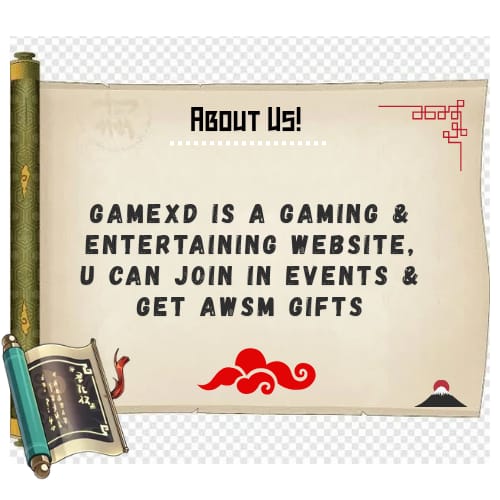 About Us!
GAMEXD IS A GAMING &
ENTERTAINING WEBSITE,
U CAN JOIN IN EVENTS &
GET AWSM GIFTS